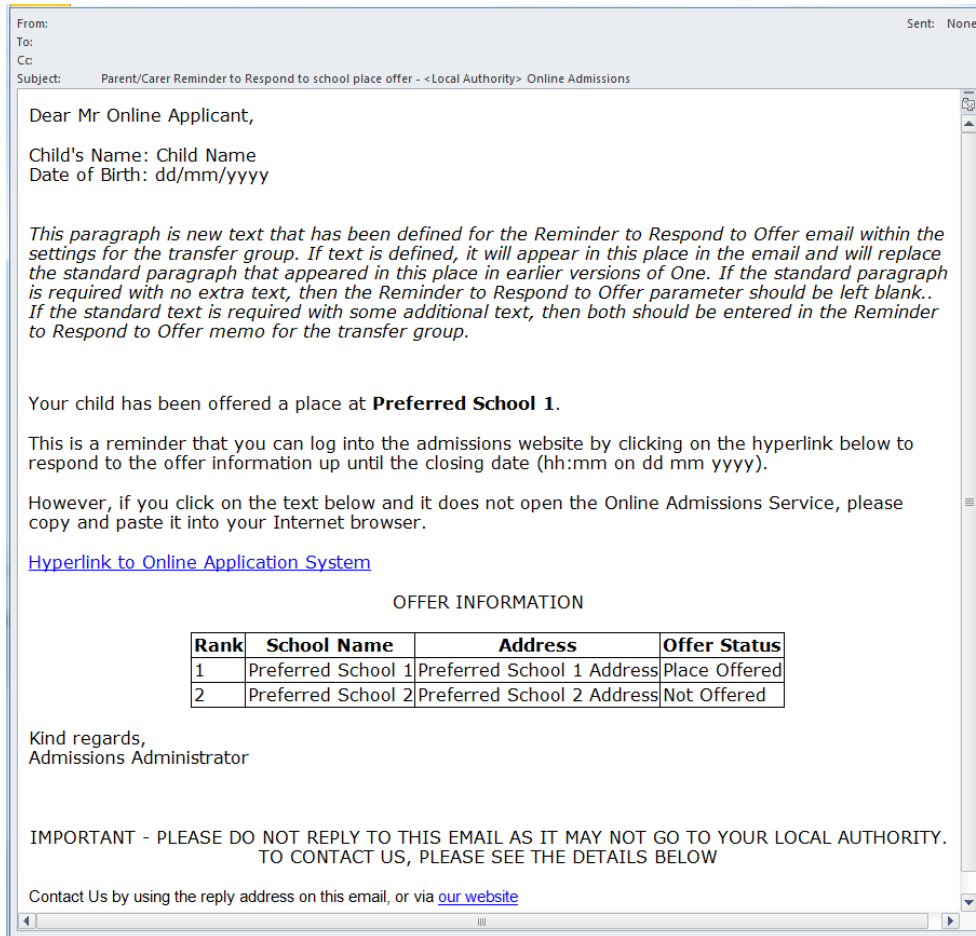 From: Sent: None
To:
Cc:
Subject: Parent/Carer Reminder to Respond to school place offer - <Local Authority> Online Admissions
Dear Mr Online Applicant,
Child's Name: Child Name
Date of Birth: dd/mm/yyyy
This paragraph is new text that has been defined for the Reminder to Respond to Offer email within the
settings for the transfer group. If text is defined, it will appear in this place in the email and will replace
the standard paragraph that appeared in this place in earlier versions of One. If the standard paragraph
is required with no extra text, then the Reminder to Respond to Offer parameter should be left blank..
If the standard text is required with some additional text, then both should be entered in the Reminder
to Respond to Offer memo for the transfer group.
Your child has been offered a place at Preferred School 1.
This is a reminder that you can log into the admissions website by clicking on the hyperlink below to
respond to the offer information up until the closing date (hh:mm on dd mm yyyy).
However, if you click on the text below and it does not open the Online Admissions Service, please
copy and paste it into your Internet browser.
Hyperlink to Online Application System
OFFER INFORMATION
Rank School Name Address Offer Status
1 Preferred School 1 Preferred School 1 Address Place Offered
2 Preferred School 2 Preferred School 2 Address Not Offered
Kind regards,
Admissions Administrator
IMPORTANT - PLEASE DO NOT REPLY TO THIS EMAIL AS IT MAY NOT GO TO YOUR LOCAL AUTHORITY.
TO CONTACT US, PLEASE SEE THE DETAILS BELOW
Contact Us by using the reply address on this email, or via our website